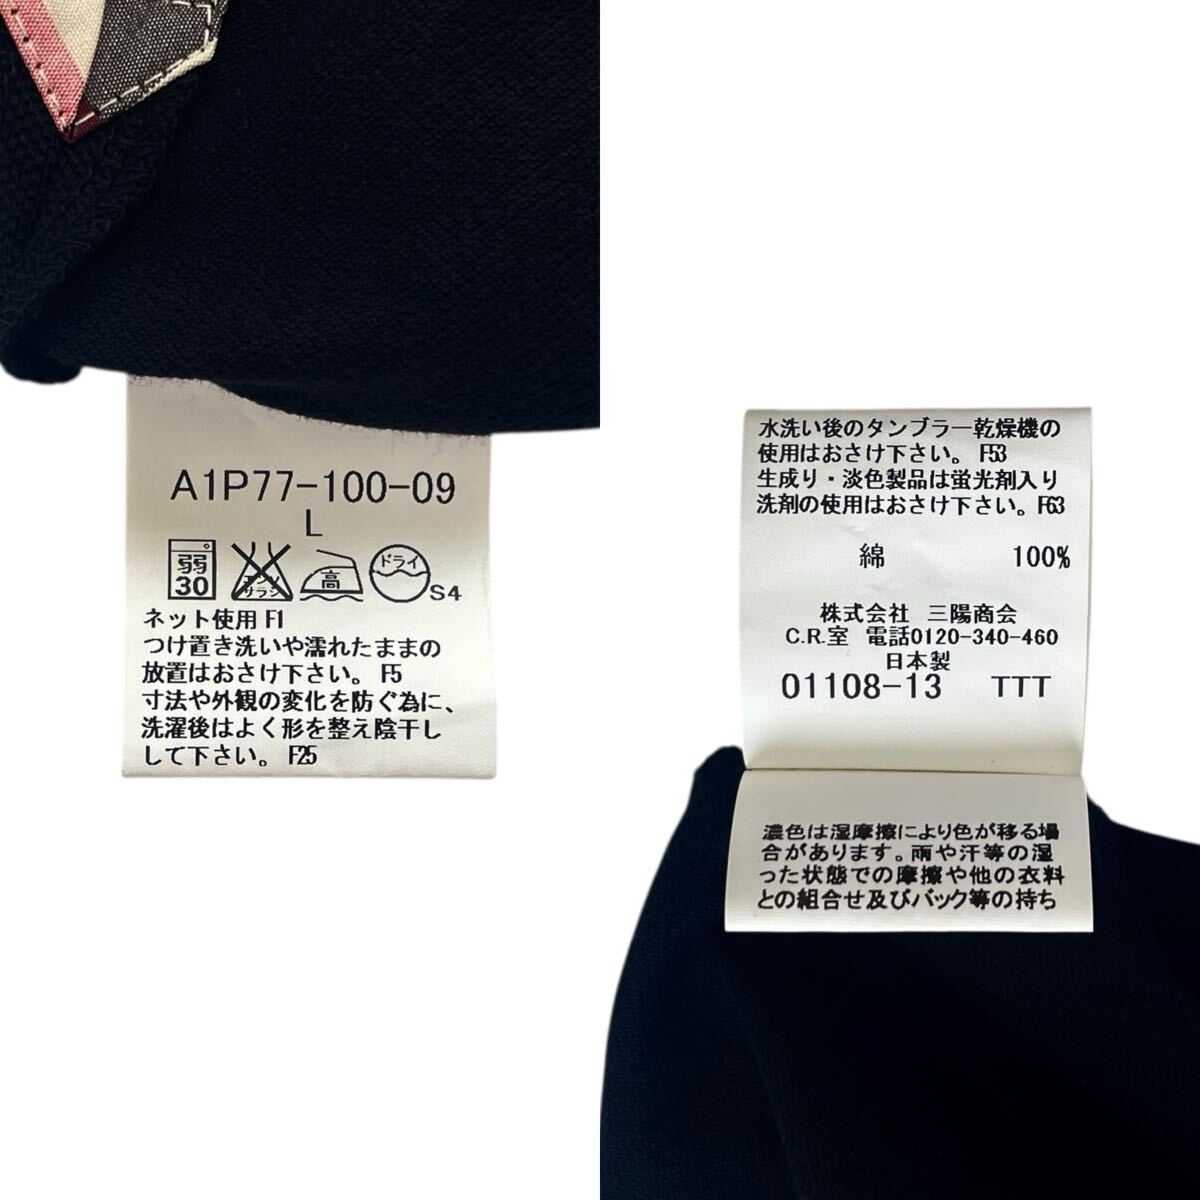 A1P77-100-09
L
弱
30
エンソ
サラシ
高
ドライ
S4
ネット使用 F1
つけ置き洗いや濡れたままの
放置はおさけ下さい。 F5
寸法や外観の変化を防ぐ為に、
洗濯後はよく形を整え陰干し
して下さい。 F25
水洗い後のタンブラー乾燥機の
使用はおさけ下さい。 F53
生成り・淡色製品は蛍光剤入り
洗剤の使用はおさけ下さい。F63
綿 100%
株式会社 三陽商会
C.R.室 電話0120-340-460
日本製
01108-13 TTT
濃色は湿摩擦により色が移る場
合があります。雨や汗等の湿
った状態での摩擦や他の衣料
との組合せ及びバック等の持ち